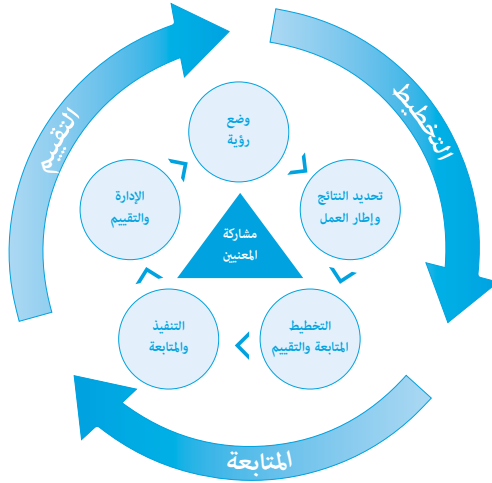 التخطيط
التقييم
وضع
رؤية
تحديد النتائج
وإطار العمل
الإدارة
والتقييم
مشاركة
المعنيين
التخطيط
المتابعة والتقييم
التنفيذ
والمتابعة
المتابعة